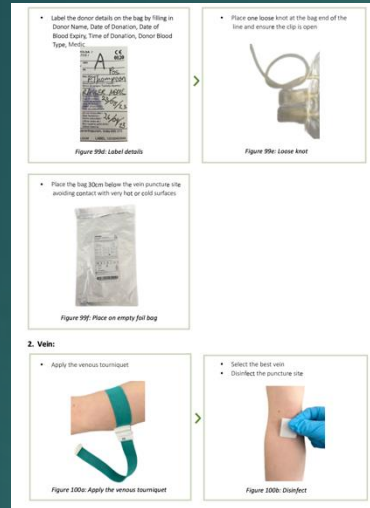 • Label the donor details on the bag by filling in
Donor Name, Date of Donation, Date of
Blood Expiry, Time of Donation, Donor Blood
Type, Medic
A
Figure 99d: Label details
• Place one loose knot at the bag end of the
line and ensure the clip is open
Figure 99e: Loose knot
• Place the bag 30cm below the vein puncture site
avoiding contact with very hot or cold surfaces
Figure 99f: Place on empty foil bag
2. Vein:
• Apply the venous tourniquet
Figure 100a: Apply the venous tourniquet
• Select the best vein
• Disinfect the puncture site
Figure 100b: Disinfect